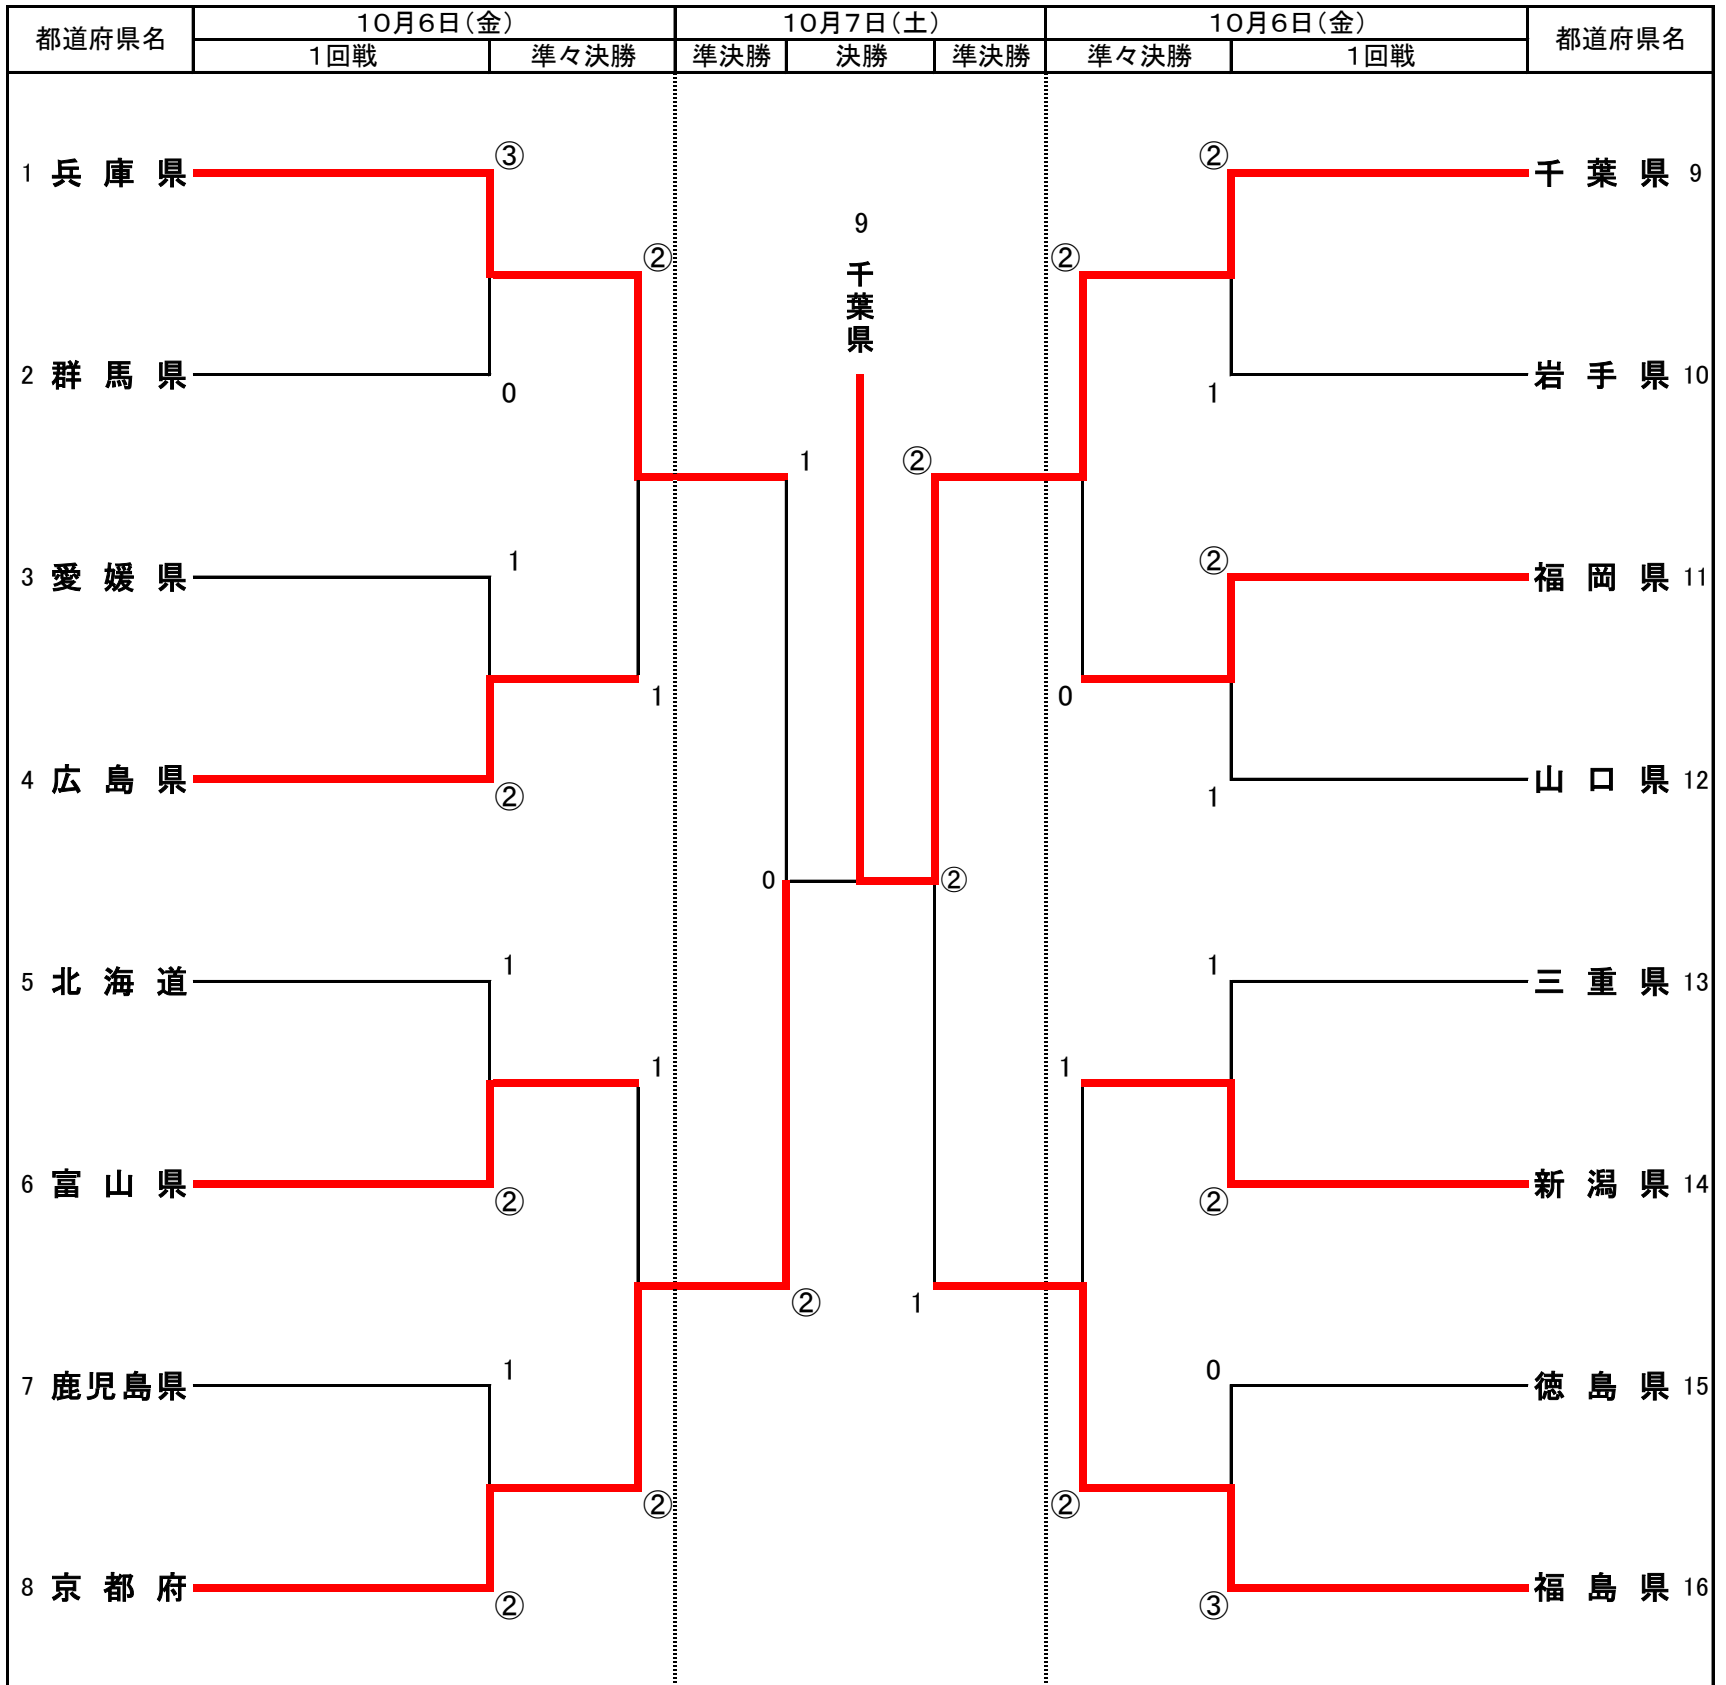 都道府県名 10月6日(金) 10月7日(土) 10月6日(金) 都道府県名
1回戦 準々決勝 準決勝 決勝 準決勝 準々決勝 1回戦
③ ②
1 兵庫県 千葉県 9
9
千葉県
② ②
2 群馬県 岩手県 10
0 1
1 ②
1 ②
3 愛媛県 福岡県 11
1 0
4 広島県 山口県 12
② 1
0 ②
1 1
5 北海道 三重県 13
1 1
6 富山県 新潟県 14
② ②
② 1
1 0
7 鹿児島県 徳島県 15
② ②
8 京都府 福島県 16
② ③